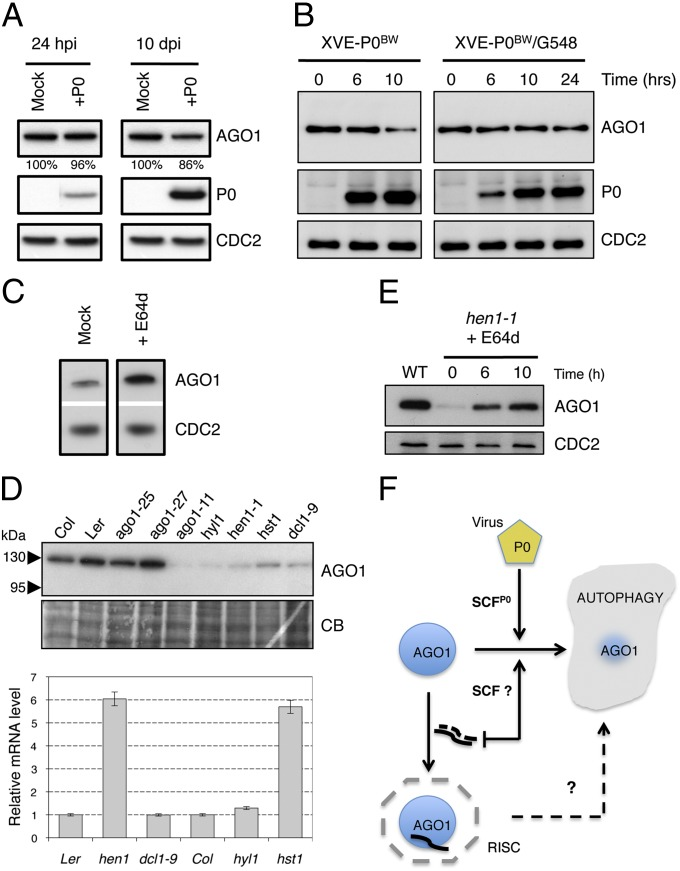 A
24 hpi 10 dpi
Mock +P0 Mock +P0
AGO1
100% 96% 100% 86%
P0
CDC2
B
XVE-P0BW XVE-P0BW/G548
0 6 10 0 6 10 24 Time (hrs)
AGO1
P0
CDC2
C
Mock + E64d
AGO1
CDC2
E
hen1-1
+ E64d
WT 0 6 10 Time (h)
AGO1
CDC2
D
Col Ler ago1-25 ago1-27 ago1-11 hyl1 hen1-1 hst1 dcl1-9
kDa
130
95
AGO1
CB
Relative mRNA level
7
6
5
4
3
2
1
0
Ler hen1 dcl1-9 Col hyl1 hst1
F
Virus
P0
SCFP0
AUTOPHAGY
AGO1
AGO1
SCF ?
?
AGO1
RISC